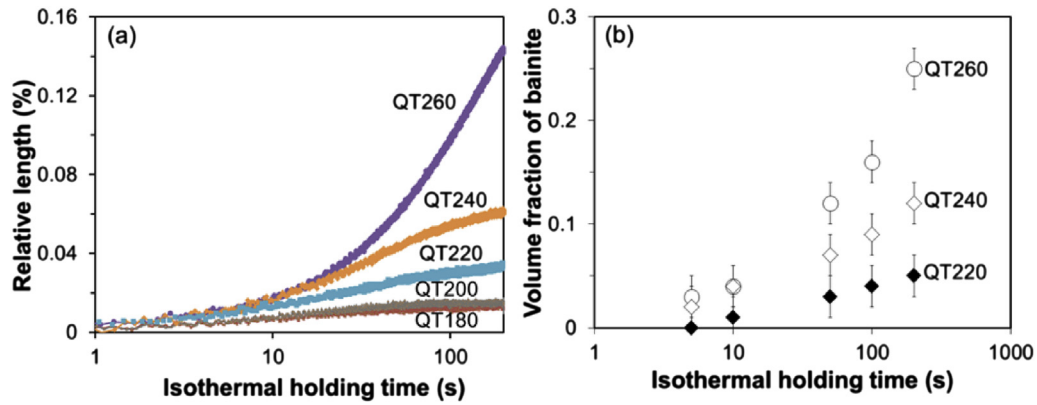 (a)
Relative length (%)
0.16
0.12
0.08
0.04
0
QT260
QT240
QT220
QT200
QT180
1 10 100
Isothermal holding time (s)
(b)
Volume fraction of bainite
0.3
0.2
0.1
0
QT260
QT240
QT220
1 10 100 1000
Isothermal holding time (s)